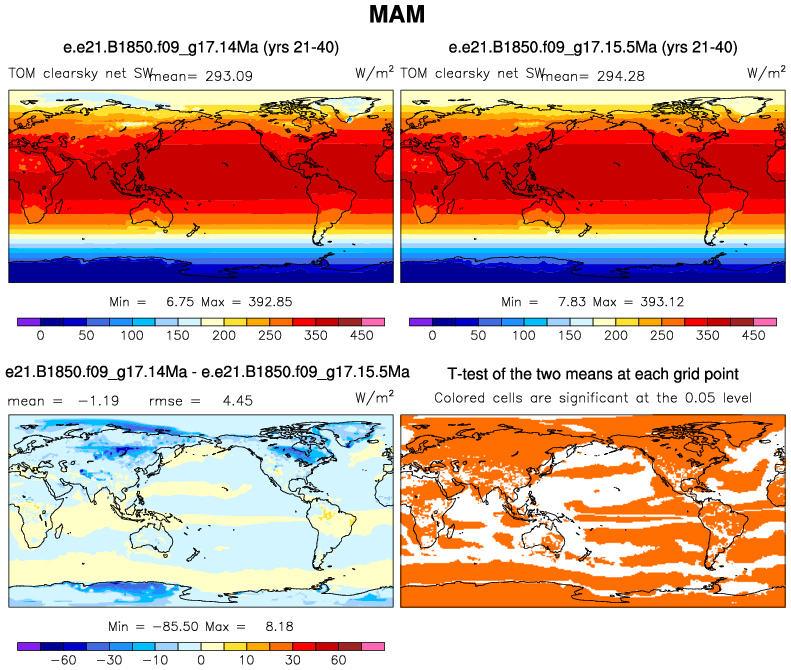 MAM
e.e21.B1850.f09_g17.14Ma (yrs 21-40)
e.e21.B1850.f09_g17.15.5Ma (yrs 21-40)
TOM clearsky net SW mean= 293.09 W/m²
TOM clearsky net SW mean= 294.28 W/m²
Min = 6.75 Max = 392.85
Min = 7.83 Max = 393.12
0 50 100 150 200 250 300 350 450
0 50 100 150 200 250 300 350 450
e21.B1850.f09_g17.14Ma - e.e21.B1850.f09_g17.15.5Ma
T-test of the two means at each grid point
mean = −1.19 rmse = 4.45 W/m²
Colored cells are significant at the 0.05 level
Min = −85.50 Max = 8.18
−60 −30 −10 0 10 30 60